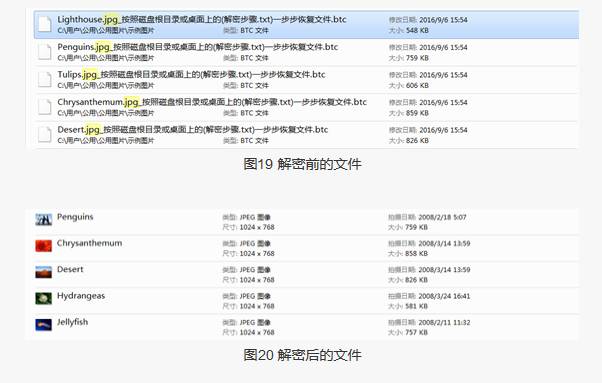 Lighthouse.jpg_按照磁盘根目录或桌面上的(解密步骤.txt)一步步恢复文件.btc 修改日期: 2016/9/6 15:54
C:\用户\公用\公用图片\示例图片 类型: BTC 文件 大小: 548 KB
Penguins.jpg_按照磁盘根目录或桌面上的(解密步骤.txt)一步步恢复文件.btc 修改日期: 2016/9/6 15:54
C:\用户\公用\公用图片\示例图片 类型: BTC 文件 大小: 759 KB
Tulips.jpg_按照磁盘根目录或桌面上的(解密步骤.txt)一步步恢复文件.btc 修改日期: 2016/9/6 15:54
C:\用户\公用\公用图片\示例图片 类型: BTC 文件 大小: 606 KB
Chrysanthemum.jpg_按照磁盘根目录或桌面上的(解密步骤.txt)一步步恢复文件.btc 修改日期: 2016/9/6 15:54
C:\用户\公用\公用图片\示例图片 类型: BTC 文件 大小: 859 KB
Desert.jpg_按照磁盘根目录或桌面上的(解密步骤.txt)一步步恢复文件.btc 修改日期: 2016/9/6 15:54
C:\用户\公用\公用图片\示例图片 类型: BTC 文件 大小: 826 KB
图19 解密前的文件
Penguins 类型: JPEG 图像 拍摄日期: 2008/2/18 5:07
尺寸: 1024 x 768 大小: 759 KB
Chrysanthemum 类型: JPEG 图像 拍摄日期: 2008/3/14 13:59
尺寸: 1024 x 768 大小: 858 KB
Desert 类型: JPEG 图像 拍摄日期: 2008/3/14 13:59
尺寸: 1024 x 768 大小: 826 KB
Hydrangeas 类型: JPEG 图像 拍摄日期: 2008/3/24 16:41
尺寸: 1024 x 768 大小: 581 KB
Jellyfish 类型: JPEG 图像 拍摄日期: 2008/2/11 11:32
尺寸: 1024 x 768 大小: 757 KB
图20 解密后的文件